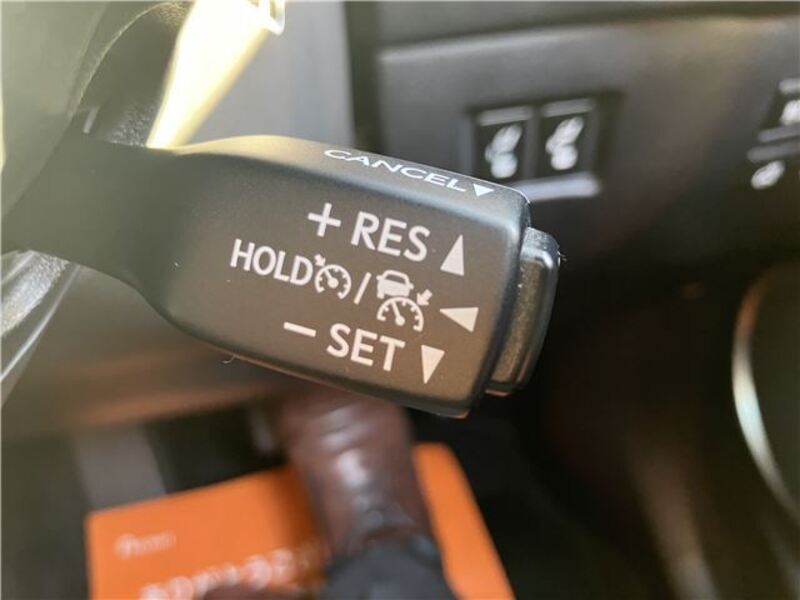 CANCEL
+ RES
HOLD /
− SET